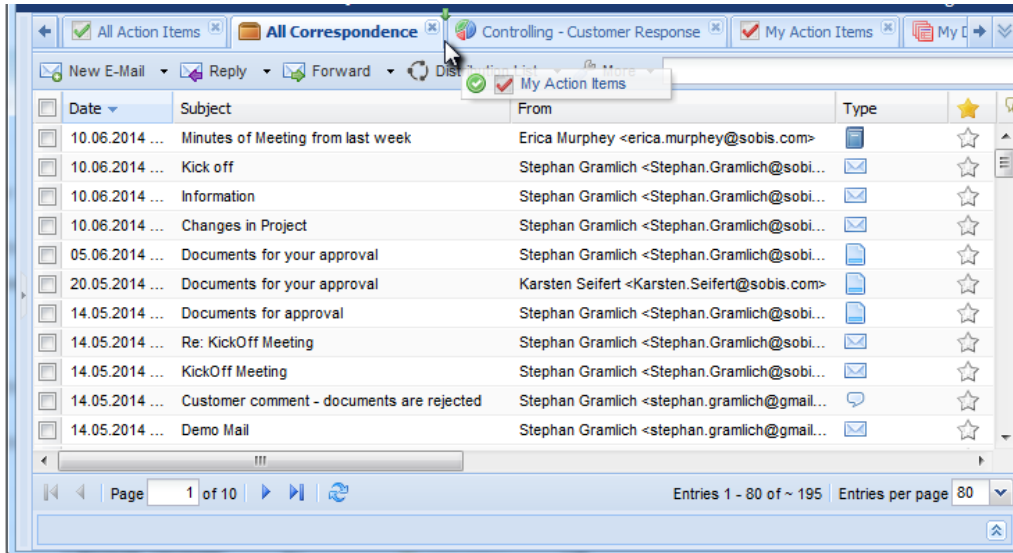 All Action Items All Correspondence Controlling - Customer Response My Action Items My D
New E-Mail Reply Forward More
My Action Items
Date Subject From Type
10.06.2014 ... Minutes of Meeting from last week Erica Murphey <erica.murphey@sobis.com>
10.06.2014 ... Kick off Stephan Gramlich <Stephan.Gramlich@sobi...
10.06.2014 ... Information Stephan Gramlich <Stephan.Gramlich@sobi...
10.06.2014 ... Changes in Project Stephan Gramlich <Stephan.Gramlich@sobi...
05.06.2014 ... Documents for your approval Stephan Gramlich <Stephan.Gramlich@sobi...
20.05.2014 ... Documents for your approval Karsten Seifert <Karsten.Seifert@sobis.com>
14.05.2014 ... Documents for approval Stephan Gramlich <Stephan.Gramlich@sobi...
14.05.2014 ... Re: KickOff Meeting Stephan Gramlich <Stephan.Gramlich@sobi...
14.05.2014 ... KickOff Meeting Stephan Gramlich <Stephan.Gramlich@sobi...
14.05.2014 ... Customer comment - documents are rejected Stephan Gramlich <stephan.gramlich@gmail...
14.05.2014 ... Demo Mail Stephan Gramlich <stephan.gramlich@gmail...
Page 1 of 10 Entries 1 - 80 of ~ 195 Entries per page 80